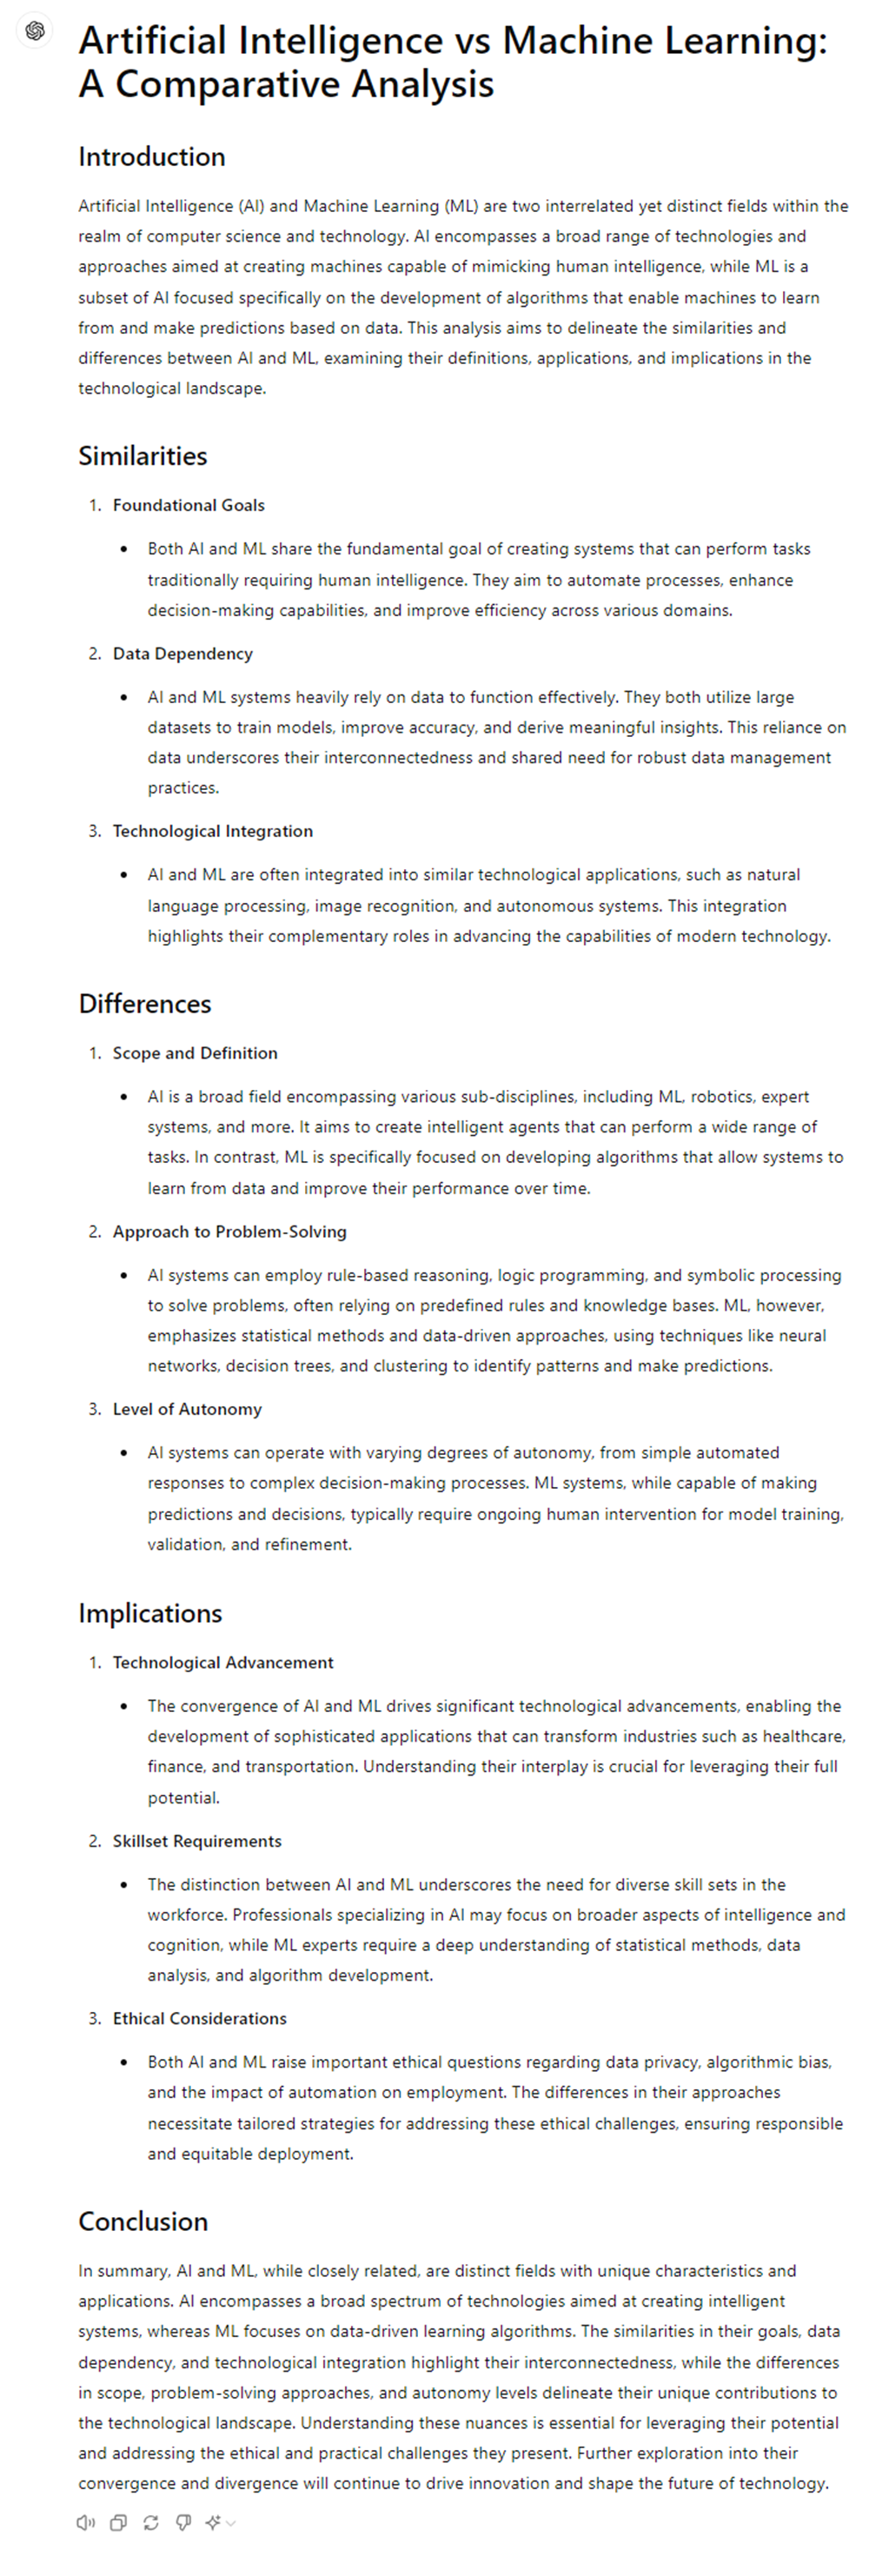 Artificial Intelligence vs Machine Learning:
A Comparative Analysis
Introduction
Artificial Intelligence (AI) and Machine Learning (ML) are two interrelated yet distinct fields within the
realm of computer science and technology. AI encompasses a broad range of technologies and
approaches aimed at creating machines capable of mimicking human intelligence, while ML is a
subset of AI focused specifically on the development of algorithms that enable machines to learn
from and make predictions based on data. This analysis aims to delineate the similarities and
differences between AI and ML, examining their definitions, applications, and implications in the
technological landscape.
Similarities
1. Foundational Goals
• Both AI and ML share the fundamental goal of creating systems that can perform tasks
traditionally requiring human intelligence. They aim to automate processes, enhance
decision-making capabilities, and improve efficiency across various domains.
2. Data Dependency
• AI and ML systems heavily rely on data to function effectively. They both utilize large
datasets to train models, improve accuracy, and derive meaningful insights. This reliance on
data underscores their interconnectedness and shared need for robust data management
practices.
3. Technological Integration
• AI and ML are often integrated into similar technological applications, such as natural
language processing, image recognition, and autonomous systems. This integration
highlights their complementary roles in advancing the capabilities of modern technology.
Differences
1. Scope and Definition
• AI is a broad field encompassing various sub-disciplines, including ML, robotics, expert
systems, and more. It aims to create intelligent agents that can perform a wide range of
tasks. In contrast, ML is specifically focused on developing algorithms that allow systems to
learn from data and improve their performance over time.
2. Approach to Problem-Solving
• AI systems can employ rule-based reasoning, logic programming, and symbolic processing
to solve problems, often relying on predefined rules and knowledge bases. ML, however,
emphasizes statistical methods and data-driven approaches, using techniques like neural
networks, decision trees, and clustering to identify patterns and make predictions.
3. Level of Autonomy
• AI systems can operate with varying degrees of autonomy, from simple automated
responses to complex decision-making processes. ML systems, while capable of making
predictions and decisions, typically require ongoing human intervention for model training,
validation, and refinement.
Implications
1. Technological Advancement
• The convergence of AI and ML drives significant technological advancements, enabling the
development of sophisticated applications that can transform industries such as healthcare,
finance, and transportation. Understanding their interplay is crucial for leveraging their full
potential.
2. Skillset Requirements
• The distinction between AI and ML underscores the need for diverse skill sets in the
workforce. Professionals specializing in AI may focus on broader aspects of intelligence and
cognition, while ML experts require a deep understanding of statistical methods, data
analysis, and algorithm development.
3. Ethical Considerations
• Both AI and ML raise important ethical questions regarding data privacy, algorithmic bias,
and the impact of automation on employment. The differences in their approaches
necessitate tailored strategies for addressing these ethical challenges, ensuring responsible
and equitable deployment.
Conclusion
In summary, AI and ML, while closely related, are distinct fields with unique characteristics and
applications. AI encompasses a broad spectrum of technologies aimed at creating intelligent
systems, whereas ML focuses on data-driven learning algorithms. The similarities in their goals, data
dependency, and technological integration highlight their interconnectedness, while the differences
in scope, problem-solving approaches, and autonomy levels delineate their unique contributions to
the technological landscape. Understanding these nuances is essential for leveraging their potential
and addressing the ethical and practical challenges they present. Further exploration into their
convergence and divergence will continue to drive innovation and shape the future of technology.